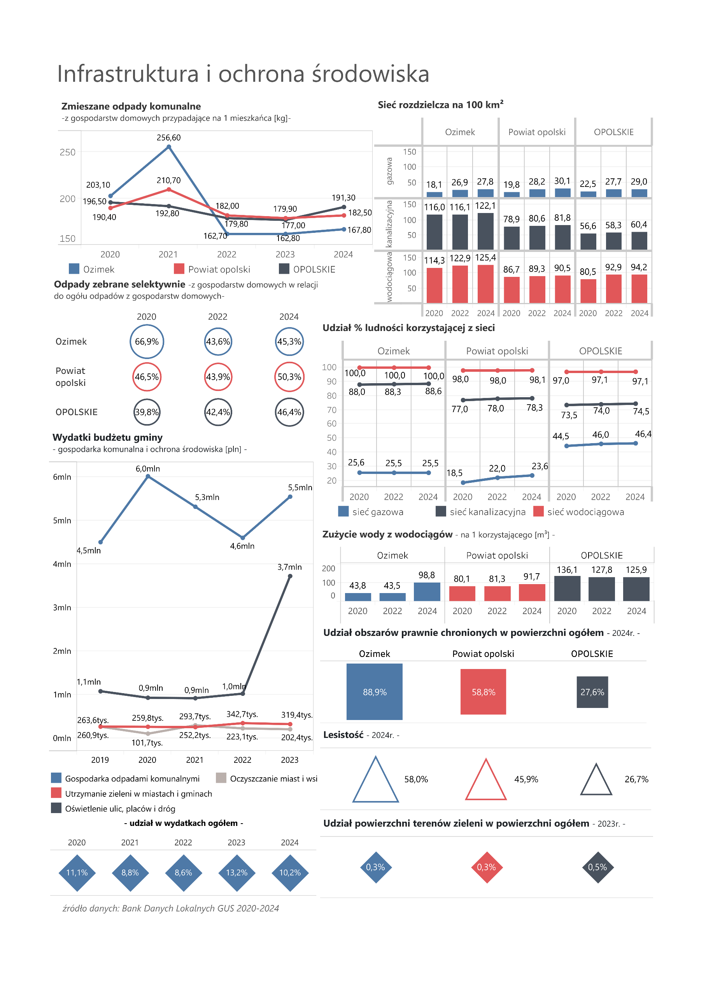 Infrastruktura i ochrona środowiska
Zmieszane odpady komunalne
-z gospodarstw domowych przypadające na 1 mieszkańca [kg]-
250
200
150
256,60
203,10
210,70
196,50
190,40
192,80
182,00
179,80
162,70
179,90
177,00
162,80
191,30
182,50
167,80
2020 2021 2022 2023 2024
Ozimek Powiat opolski OPOLSKIE
Odpady zebrane selektywnie -z gospodarstw domowych w relacji
do ogółu odpadów z gospodarstw domowych-
2020 2022 2024
Ozimek 66,9% 43,6% 45,3%
Powiat
opolski 46,5% 43,9% 50,3%
OPOLSKIE 39,8% 42,4% 46,4%
Wydatki budżetu gminy
- gospodarka komunalna i ochrona środowiska [pln] -
6mln
5mln
4mln
3mln
2mln
1mln
0mln
4,5mln 6,0mln 5,3mln 4,6mln 5,5mln
1,1mln 0,9mln 0,9mln 1,0mln 3,7mln
263,6tys. 259,8tys. 293,7tys. 342,7tys. 319,4tys.
260,9tys. 101,7tys. 252,2tys. 223,1tys. 202,4tys.
2019 2020 2021 2022 2023
Gospodarka odpadami komunalnymi Oczyszczanie miast i wsi
Utrzymanie zieleni w miastach i gminach
Oświetlenie ulic, placów i dróg
- udział w wydatkach ogółem -
2020 2021 2022 2023 2024
11,1% 8,8% 8,6% 13,2% 10,2%
źródło danych: Bank Danych Lokalnych GUS 2020-2024
Sieć rozdzielcza na 100 km²
Ozimek Powiat opolski OPOLSKIE
gazowa
150
100
50
18,1 26,9 27,8 19,8 28,2 30,1 22,5 27,7 29,0
kanalizacyjna
150
100
50
116,0 116,1 122,1 78,9 80,6 81,8 56,6 58,3 60,4
wodociągowa
150
100
50
114,3 122,9 125,4 86,7 89,3 90,5 80,5 92,9 94,2
2020 2022 2024 2020 2022 2024 2020 2022 2024
Udział % ludności korzystającej z sieci
Ozimek Powiat opolski OPOLSKIE
100
90
80
70
60
50
40
30
20
100,0 100,0 100,0 98,0 98,0 98,1 97,0 97,1 97,1
88,0 88,3 88,6 77,0 78,0 78,3 73,5 74,0 74,5
25,6 25,5 25,5 18,5 22,0 23,6 44,5 46,0 46,4
2020 2022 2024 2020 2022 2024 2020 2022 2024
sieć gazowa sieć kanalizacyjna sieć wodociągowa
Zużycie wody z wodociągów - na 1 korzystającego [m³] -
Ozimek Powiat opolski OPOLSKIE
200
100
0
43,8 43,5 98,8 80,1 81,3 91,7 136,1 127,8 125,9
2020 2022 2024 2020 2022 2024 2020 2022 2024
Udział obszarów prawnie chronionych w powierzchni ogółem - 2024r. -
Ozimek Powiat opolski OPOLSKIE
88,9% 58,8% 27,6%
Lesistość - 2024r. -
58,0% 45,9% 26,7%
Udział powierzchni terenów zieleni w powierzchni ogółem - 2023r. -
0,3% 0,3% 0,5%